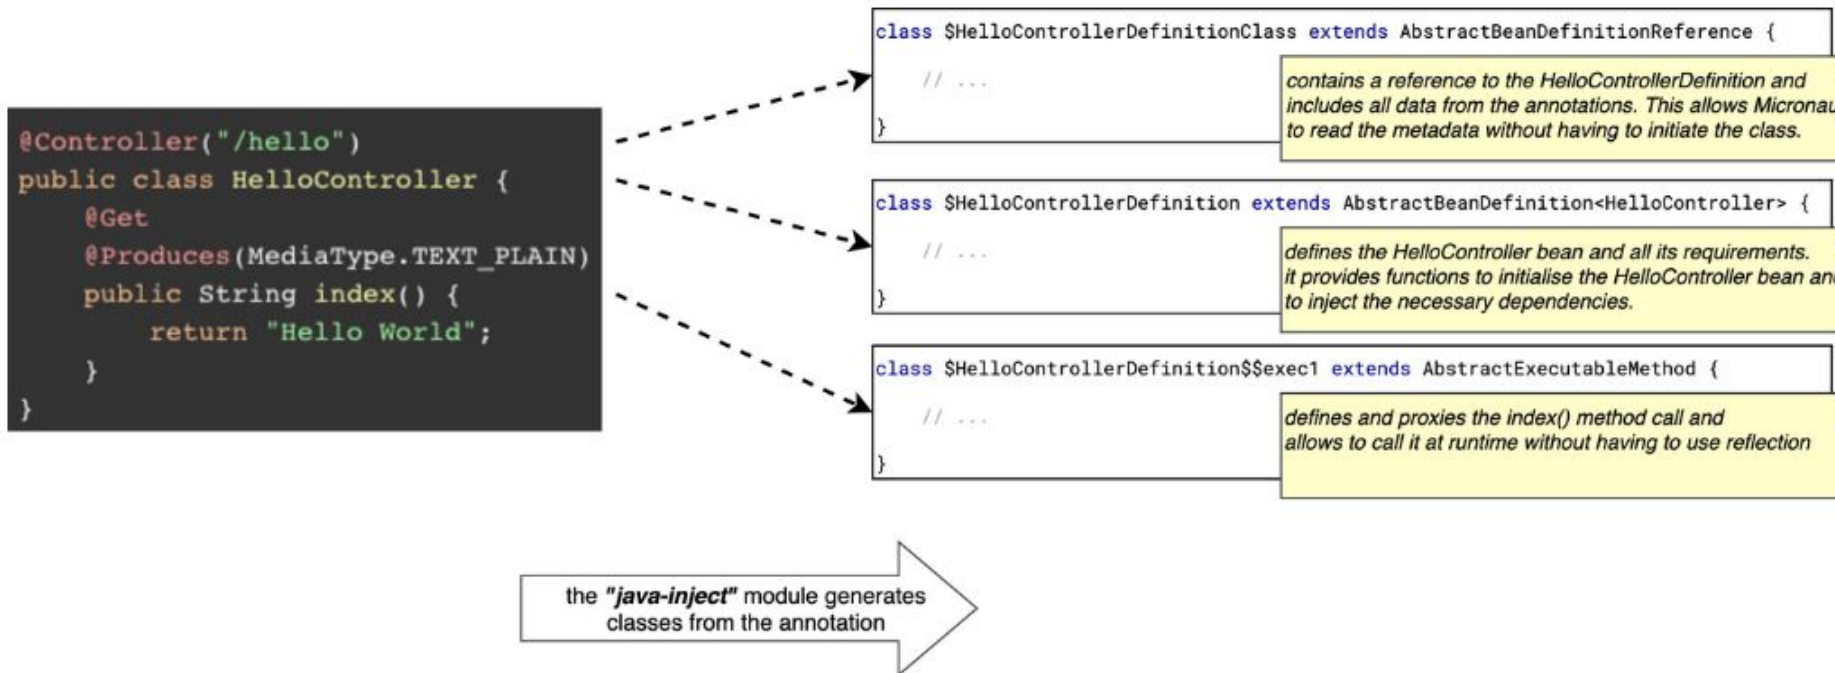 @Controller("/hello")
public class HelloController {
@Get
@Produces(MediaType.TEXT_PLAIN)
public String index() {
return "Hello World";
}
}
class $HelloControllerDefinitionClass extends AbstractBeanDefinitionReference {
// ...
}
contains a reference to the HelloControllerDefinition and
includes all data from the annotations. This allows Micronau
to read the metadata without having to initiate the class.
class $HelloControllerDefinition extends AbstractBeanDefinition<HelloController> {
// ...
}
defines the HelloController bean and all its requirements.
it provides functions to initialise the HelloController bean and
to inject the necessary dependencies.
class $HelloControllerDefinition$$exec1 extends AbstractExecutableMethod {
// ...
}
defines and proxies the index() method call and
allows to call it at runtime without having to use reflection
the "java-inject" module generates
classes from the annotation